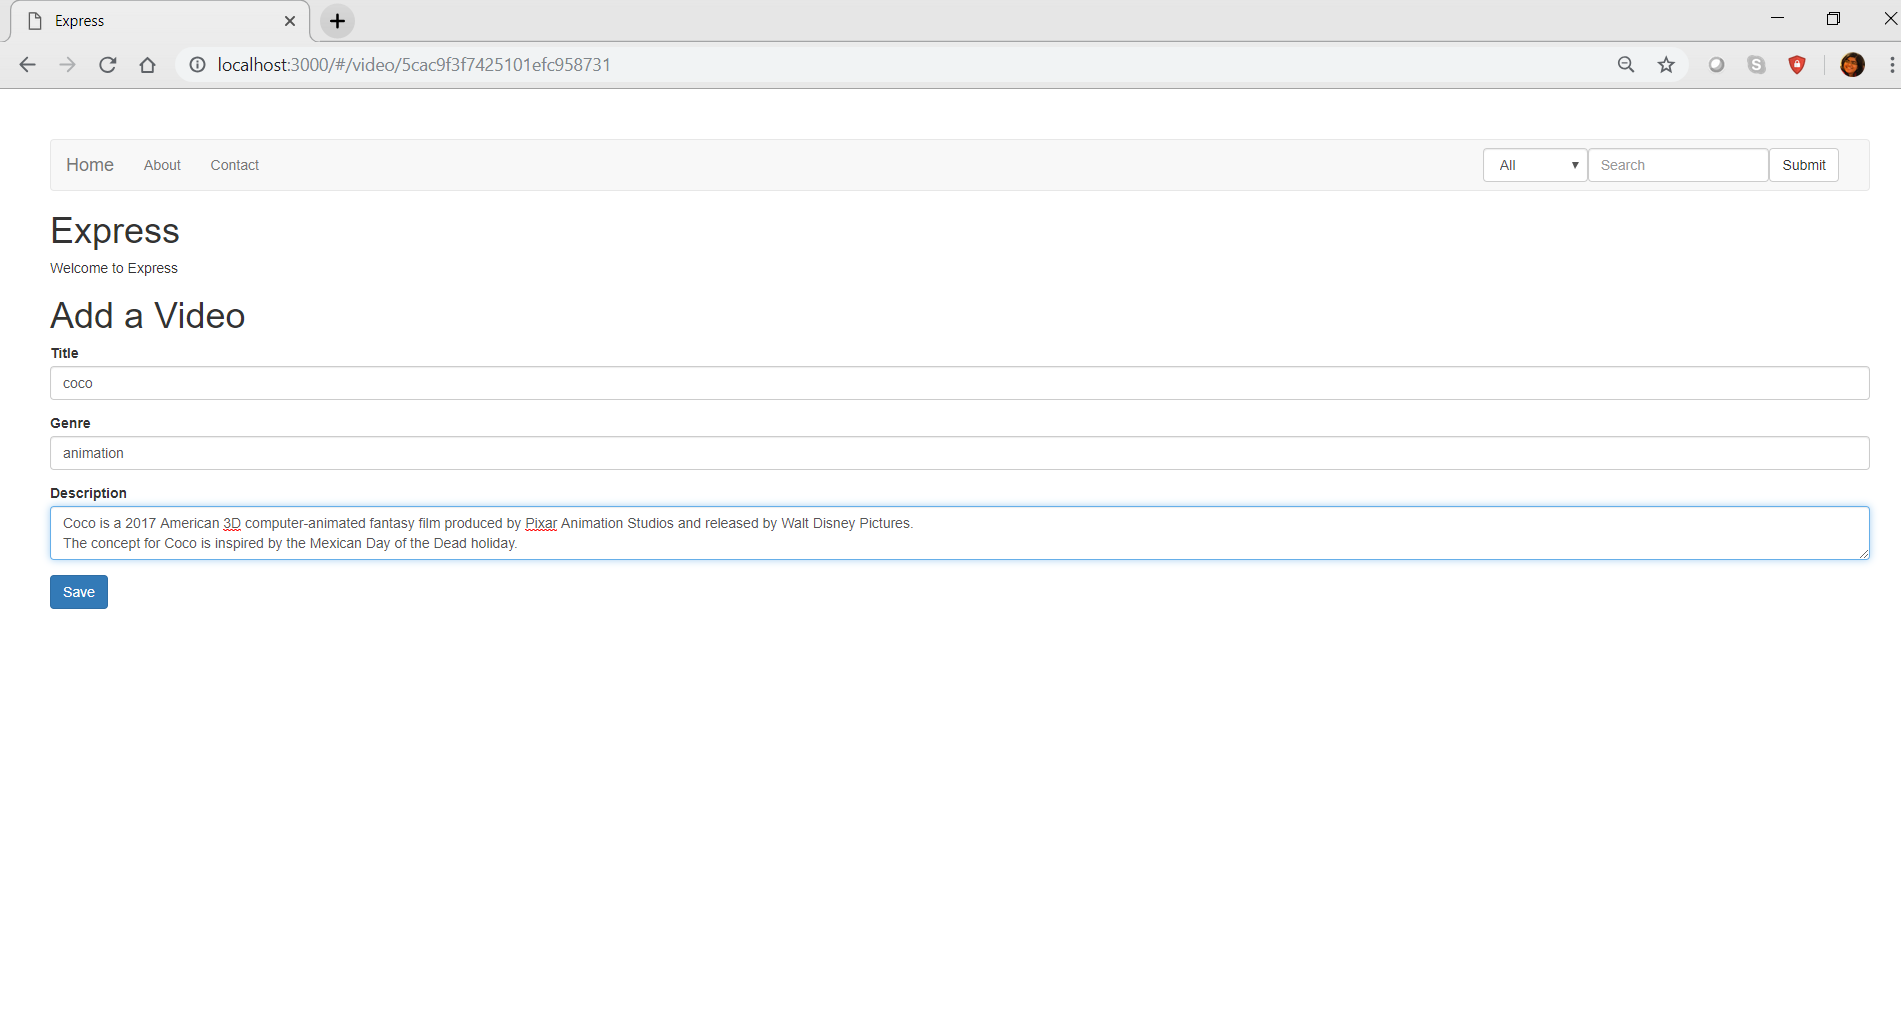 Express
localhost:3000/#/video/5cac9f3f7425101efc958731
S
Home About Contact All Search Submit
Express
Welcome to Express
Add a Video
Title
coco
Genre
animation
Description
Coco is a 2017 American 3D computer-animated fantasy film produced by Pixar Animation Studios and released by Walt Disney Pictures.
The concept for Coco is inspired by the Mexican Day of the Dead holiday.
Save